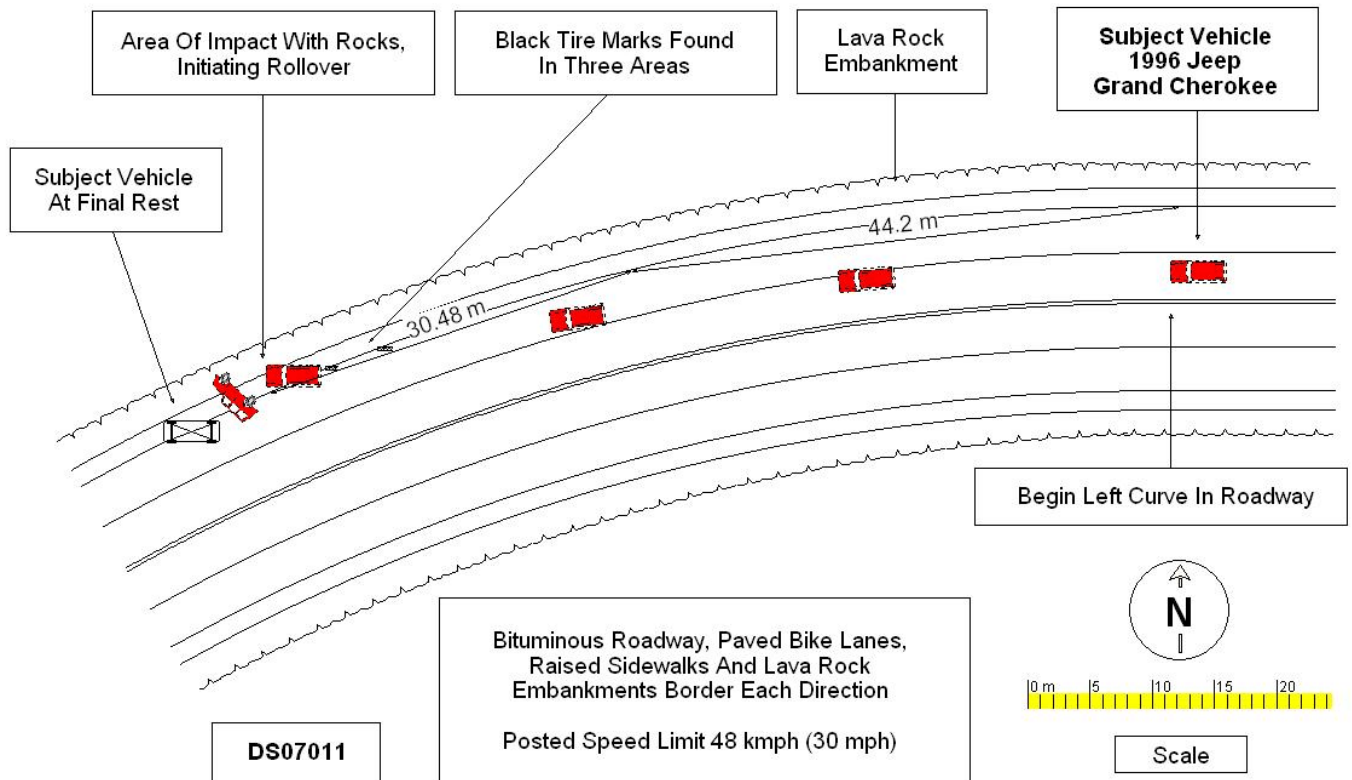 Area Of Impact With Rocks,
Initiating Rollover
Black Tire Marks Found
In Three Areas
Lava Rock
Embankment
Subject Vehicle
1996 Jeep
Grand Cherokee
Subject Vehicle
At Final Rest
44.2 m
30.48 m
Begin Left Curve In Roadway
N
Bituminous Roadway, Paved Bike Lanes,
Raised Sidewalks And Lava Rock
Embankments Border Each Direction
Posted Speed Limit 48 kmph (30 mph)
0 m 5 10 15 20
Scale
DS07011